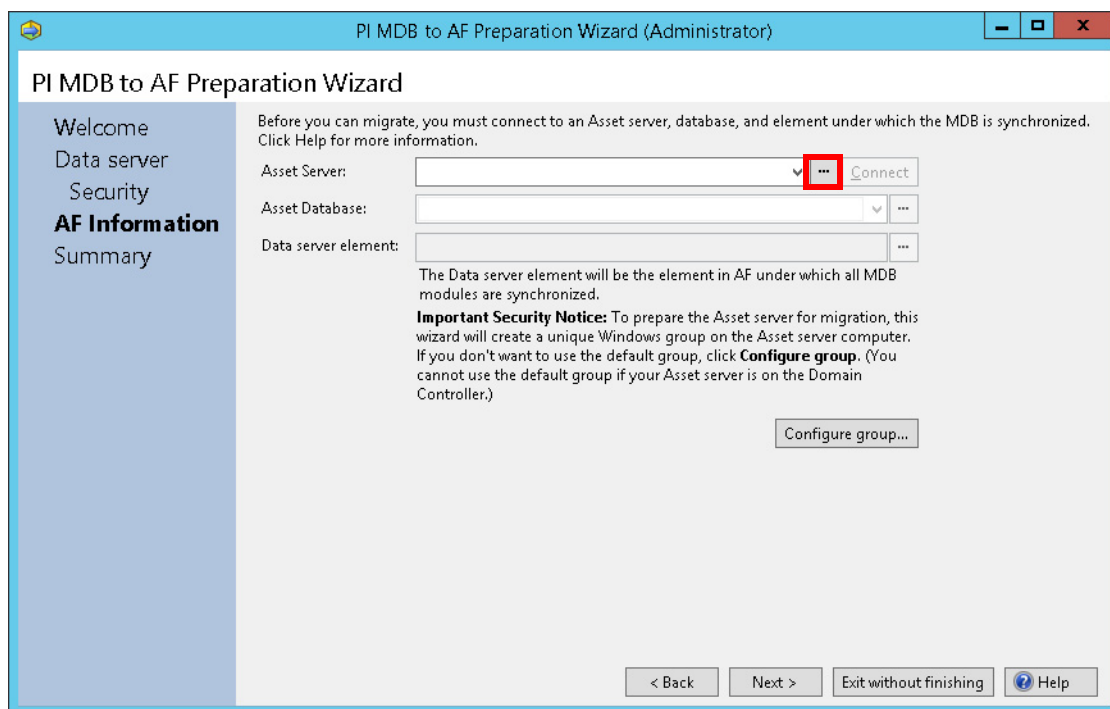 PI MDB to AF Preparation Wizard (Administrator)
PI MDB to AF Preparation Wizard
Welcome
Data server
Security
AF Information
Summary
Before you can migrate, you must connect to an Asset server, database, and element under which the MDB is synchronized.
Click Help for more information.
Asset Server:
... Connect
Asset Database:
...
Data server element:
...
The Data server element will be the element in AF under which all MDB
modules are synchronized.
Important Security Notice: To prepare the Asset server for migration, this
wizard will create a unique Windows group on the Asset server computer.
If you don't want to use the default group, click Configure group. (You
cannot use the default group if your Asset server is on the Domain
Controller.)
Configure group...
< Back Next > Exit without finishing Help